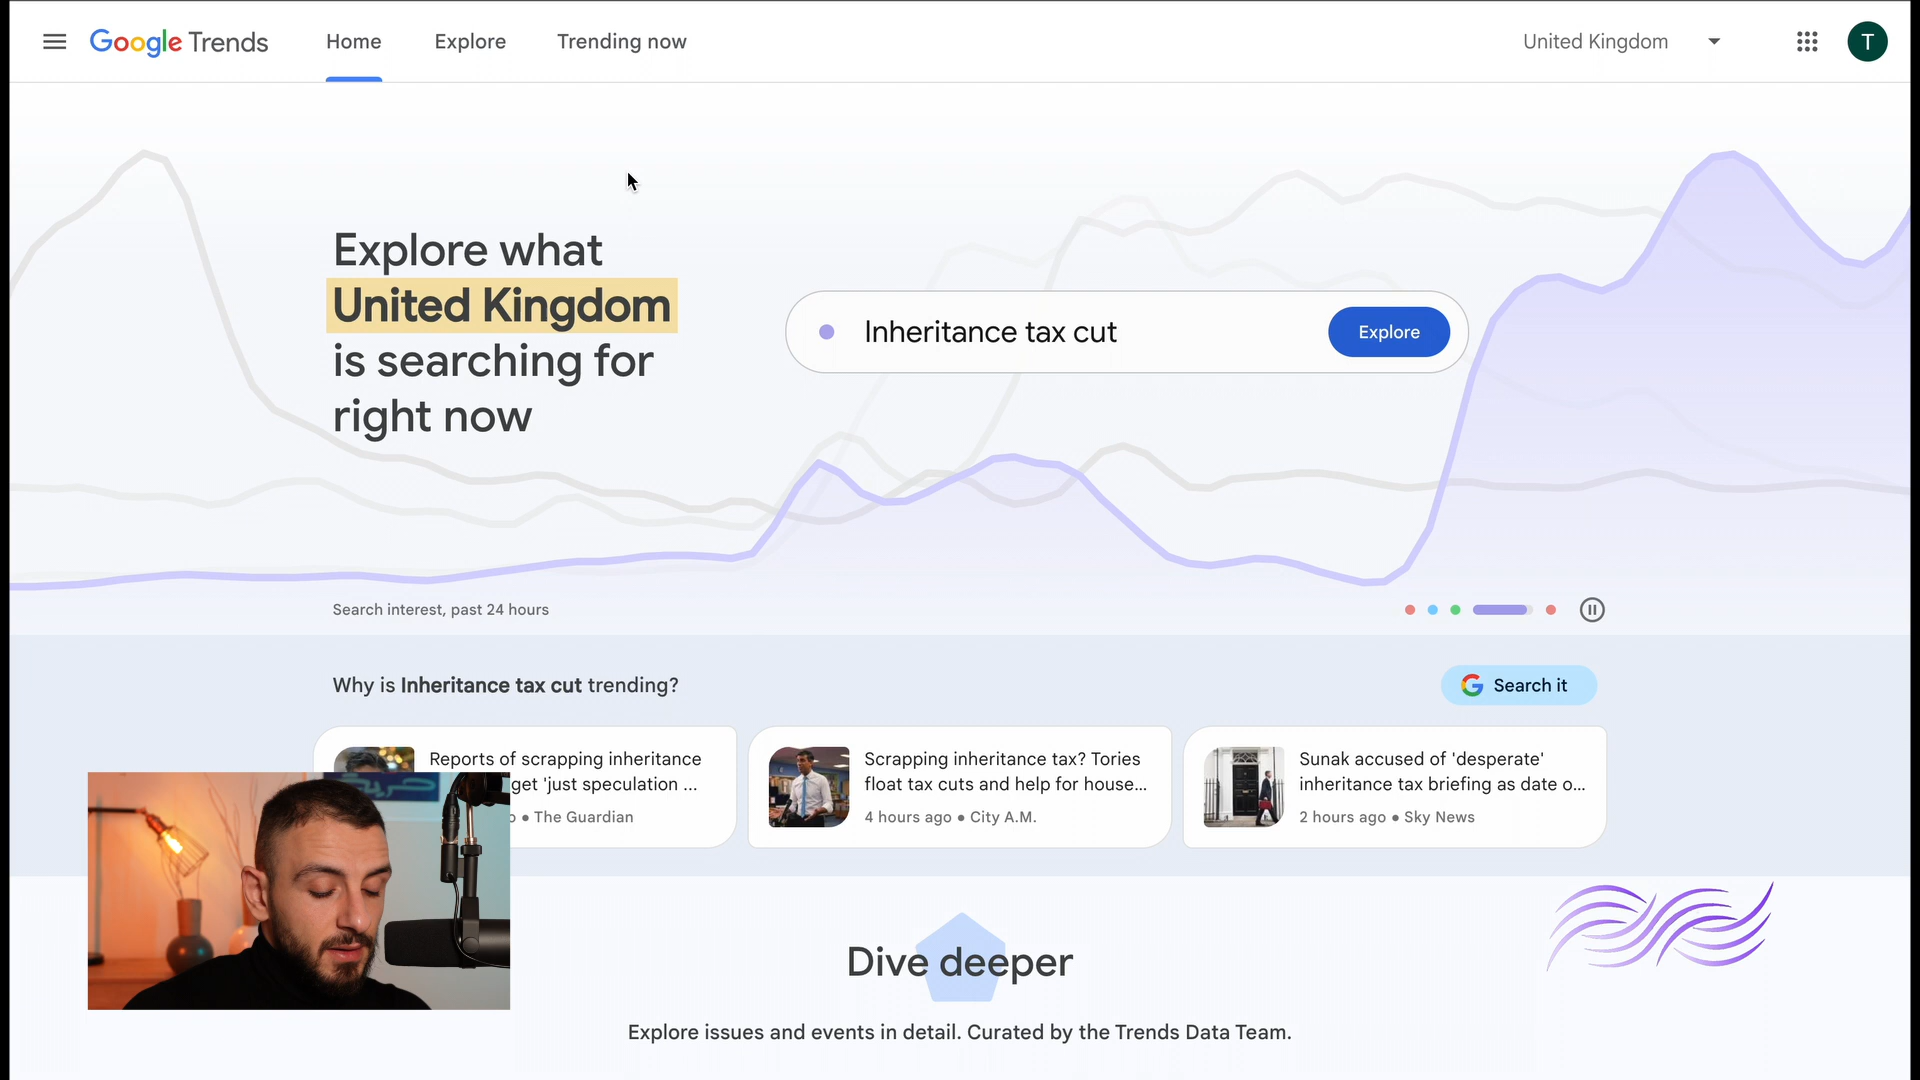 Google Trends Home Explore Trending now United Kingdom T
Explore what
United Kingdom
is searching for
right now
Inheritance tax cut Explore
Search interest, past 24 hours
Why is Inheritance tax cut trending? Search it
Reports of scrapping inheritance
get 'just speculation ...
• The Guardian
Scrapping inheritance tax? Tories
float tax cuts and help for house...
4 hours ago • City A.M.
Sunak accused of 'desperate'
inheritance tax briefing as date o...
2 hours ago • Sky News
Dive deeper
Explore issues and events in detail. Curated by the Trends Data Team.